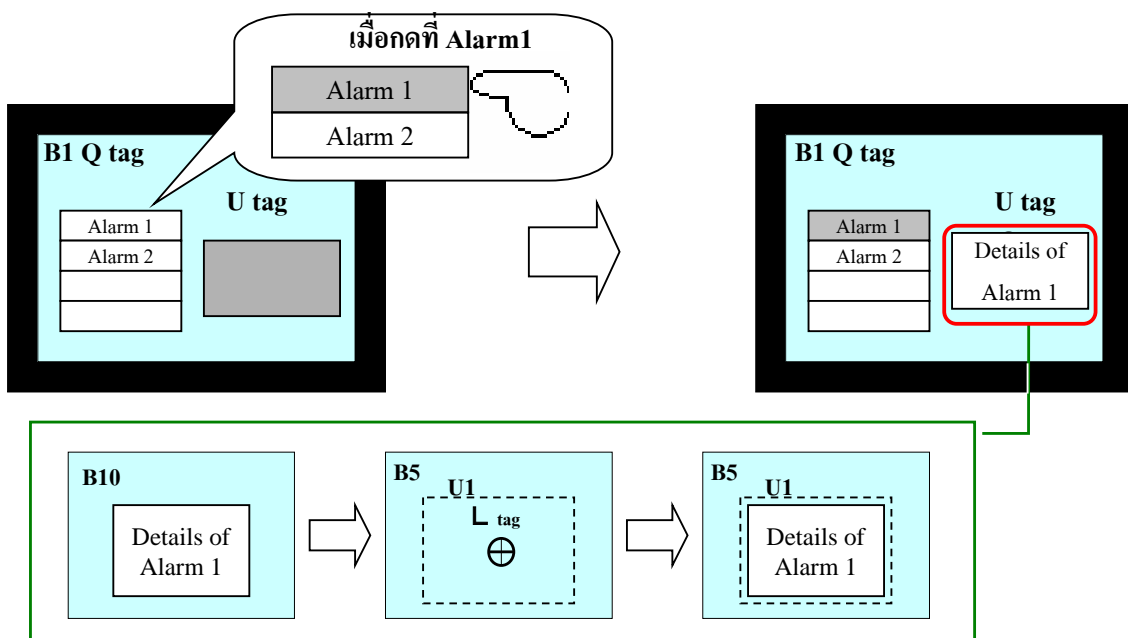 เมื่อกดที่ Alarm1
Alarm 1
Alarm 2
B1 Q tag
U tag
Alarm 1
Alarm 2
B1 Q tag
U tag
Alarm 1
Alarm 2
Details of
Alarm 1
B10
Details of
Alarm 1
B5
U1
L tag
B5
U1
Details of
Alarm 1